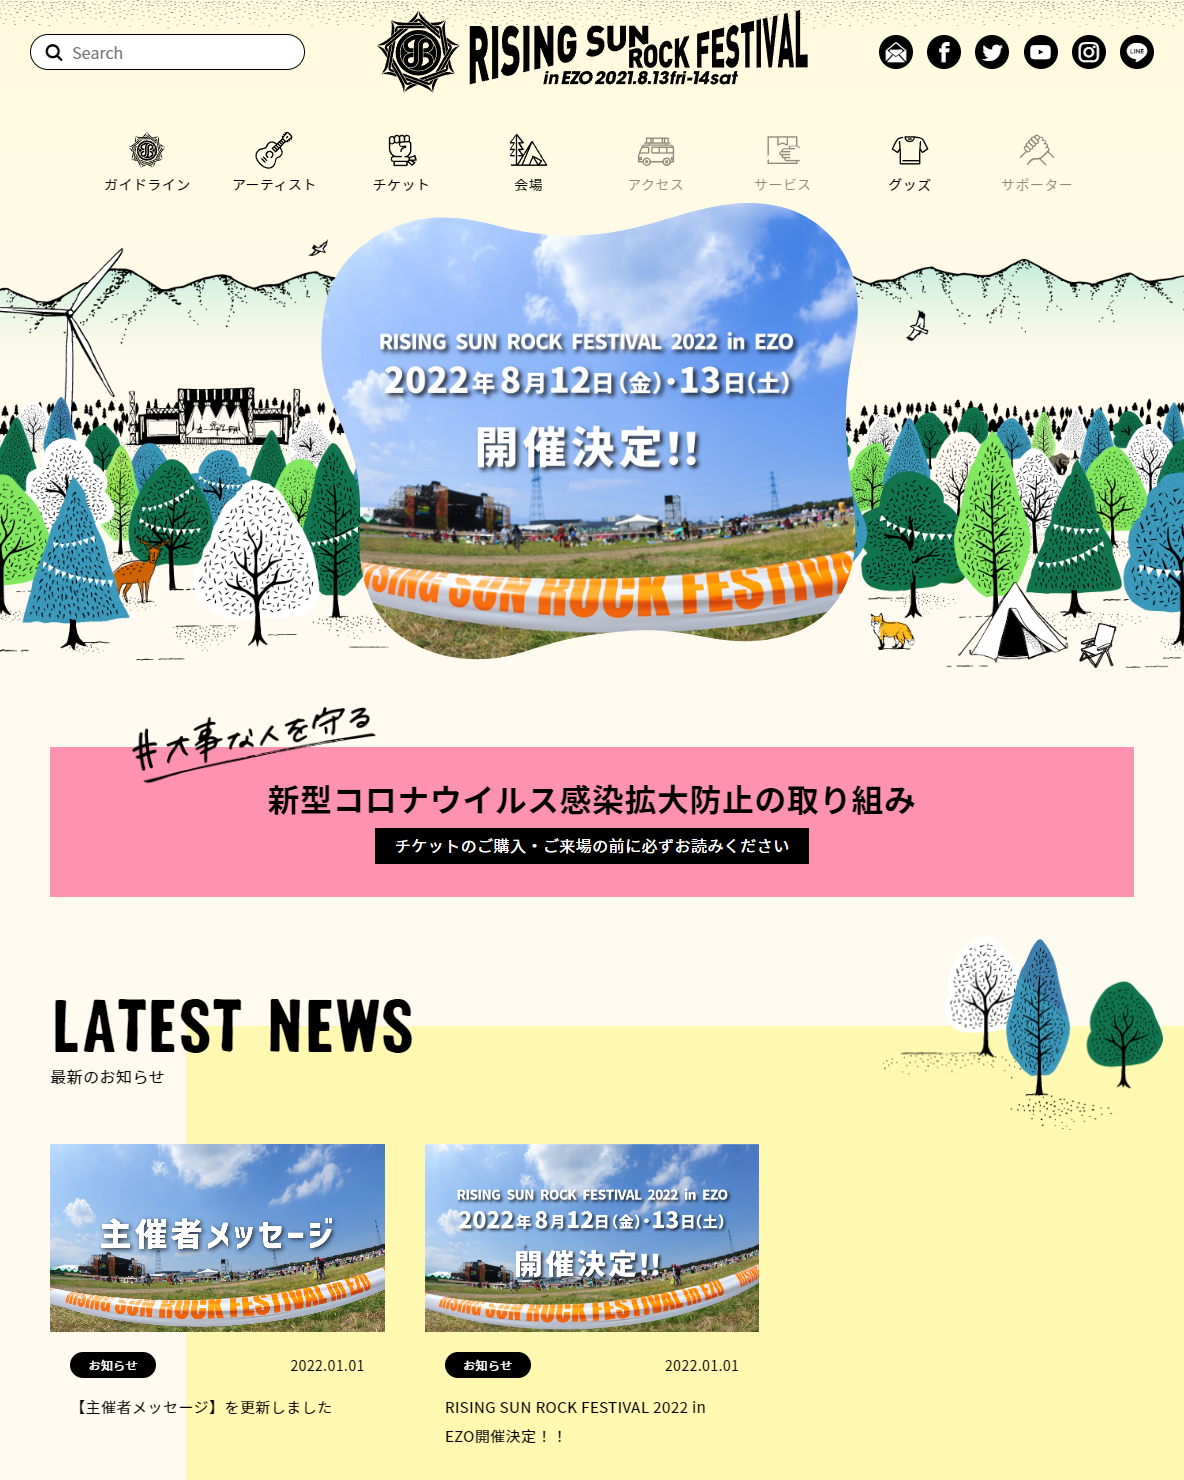 Search
RISING SUN ROCK FESTIVAL
in EZO 2021.8.13fri-14sat
LINE
ガイドライン
アーティスト
チケット
会場
アクセス
サービス
グッズ
サポーター
RISING SUN ROCK FESTIVAL 2022 in EZO
2022年8月12日(金)・13日(土)
開催決定!!
RISING SUN ROCK FESTIVAL
#大事な人を守る
新型コロナウイルス感染拡大防止の取り組み
チケットのご購入・ご来場の前に必ずお読みください
LATEST NEWS
最新のお知らせ
主催者メッセージ
RISING SUN ROCK FESTIVAL in EZO
お知らせ
2022.01.01
【主催者メッセージ】を更新しました
RISING SUN ROCK FESTIVAL 2022 in EZO
2022年8月12日(金)・13日(土)
開催決定!!
RISING SUN ROCK FESTIVAL in EZO
お知らせ
2022.01.01
RISING SUN ROCK FESTIVAL 2022 in
EZO開催決定！！